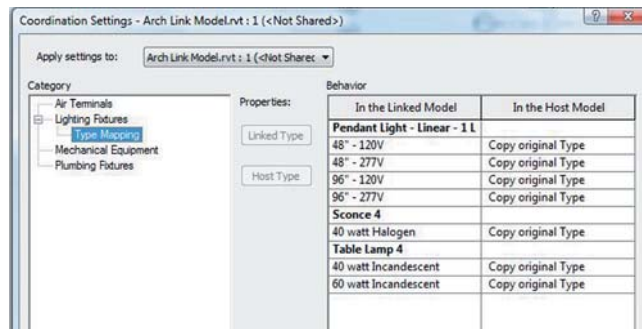 Coordination Settings - Arch Link Model.rvt : 1 (<Not Shared>)
Apply settings to: Arch Link Model.rvt : 1 (<Not Sharec
Category
Behavior
Air Terminals
Lighting Fixtures
Type Mapping
Mechanical Equipment
Plumbing Fixtures
Properties:
Linked Type
Host Type
In the Linked Model In the Host Model
Pendant Light - Linear - 1 L
48" - 120V Copy original Type
48" - 277V Copy original Type
96" - 120V Copy original Type
96" - 277V Copy original Type
Sconce 4
40 watt Halogen Copy original Type
Table Lamp 4
40 watt Incandescent Copy original Type
60 watt Incandescent Copy original Type